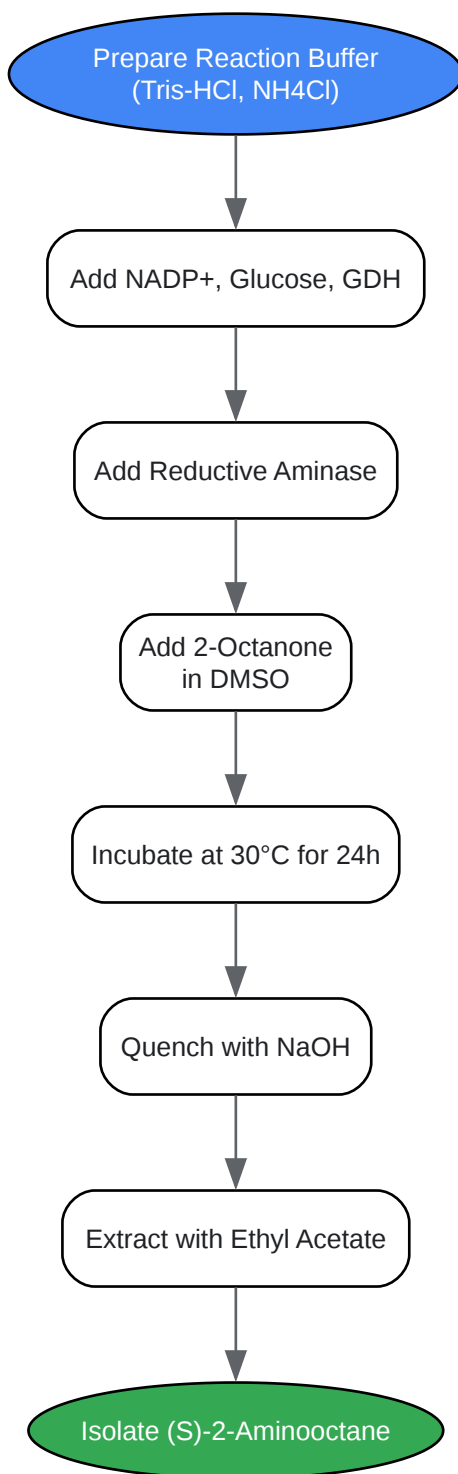 Prepare Reaction Buffer
(Tris-HCl, NH4Cl)
Add NADP+, Glucose, GDH
Add Reductive Aminase
Add 2-Octanone
in DMSO
Incubate at 30°C for 24h
Quench with NaOH
Extract with Ethyl Acetate
Isolate (S)-2-Aminooctane